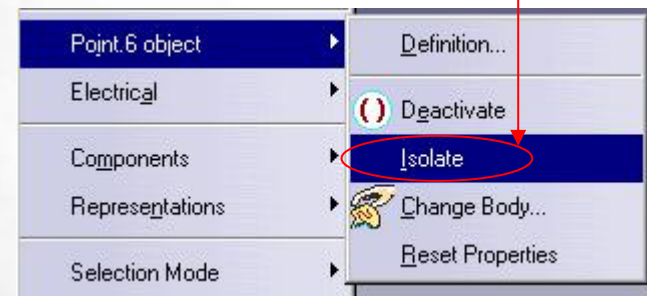 Point.6 object
Electrical
Components
Representations
Selection Mode
Definition...
Deactivate
Isolate
Change Body...
Reset Properties